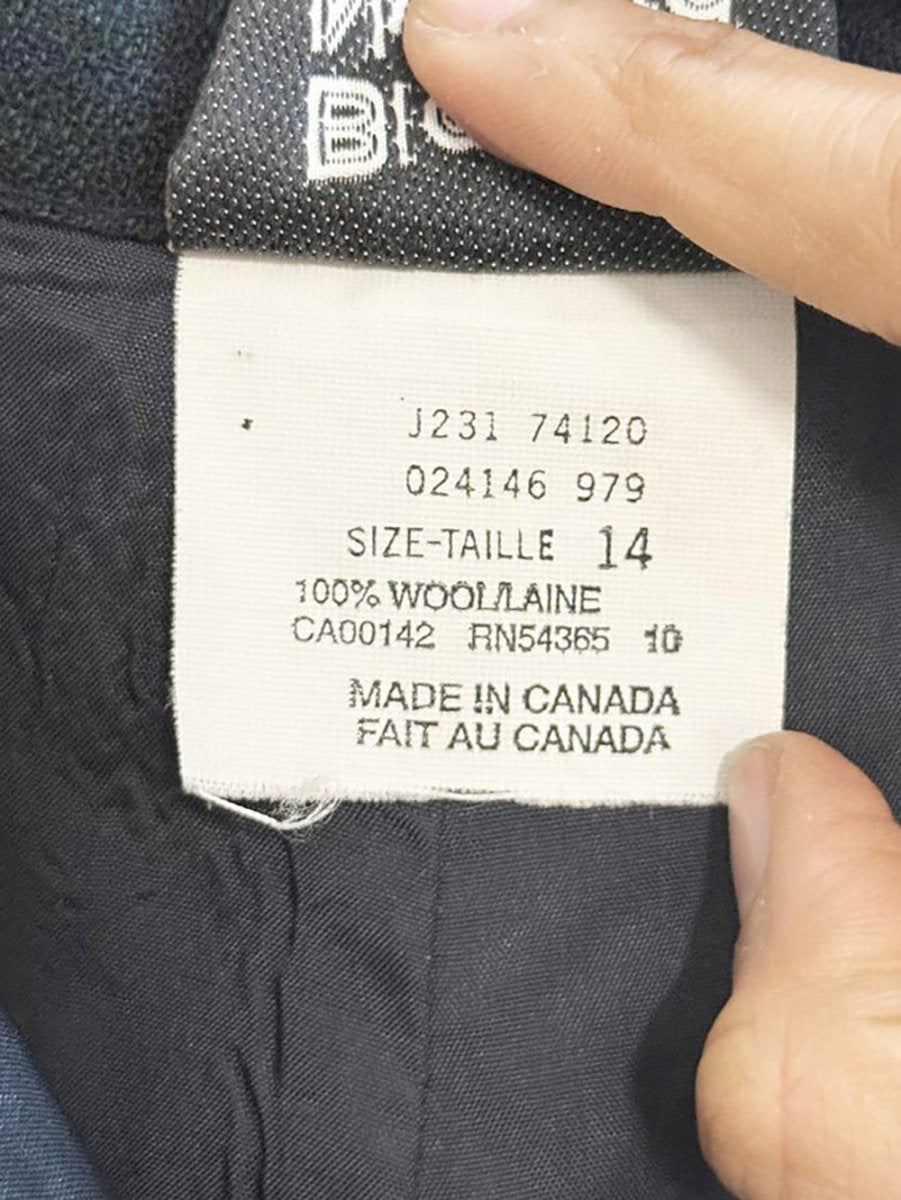 J231 74120
024146 979
SIZE-TAILLE 14
100% WOOL/LAINE
CA00142 RN54365 10
MADE IN CANADA
FAIT AU CANADA